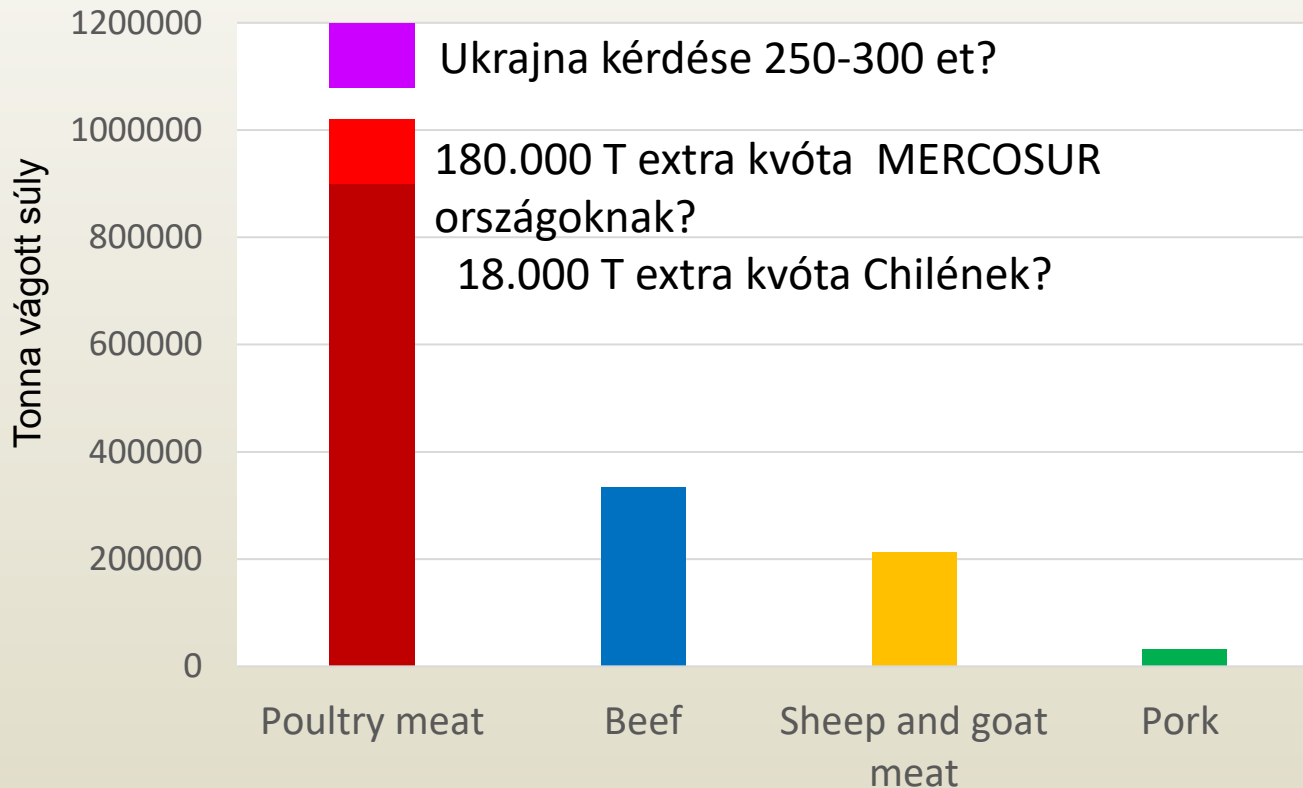 Tonna vágott súly
1200000
1000000
800000
600000
400000
200000
0
Ukrajna kérdése 250-300 et?
180.000 T extra kvóta MERCOSUR
országoknak?
18.000 T extra kvóta Chilének?
Poultry meat
Beef
Sheep and goat
meat
Pork